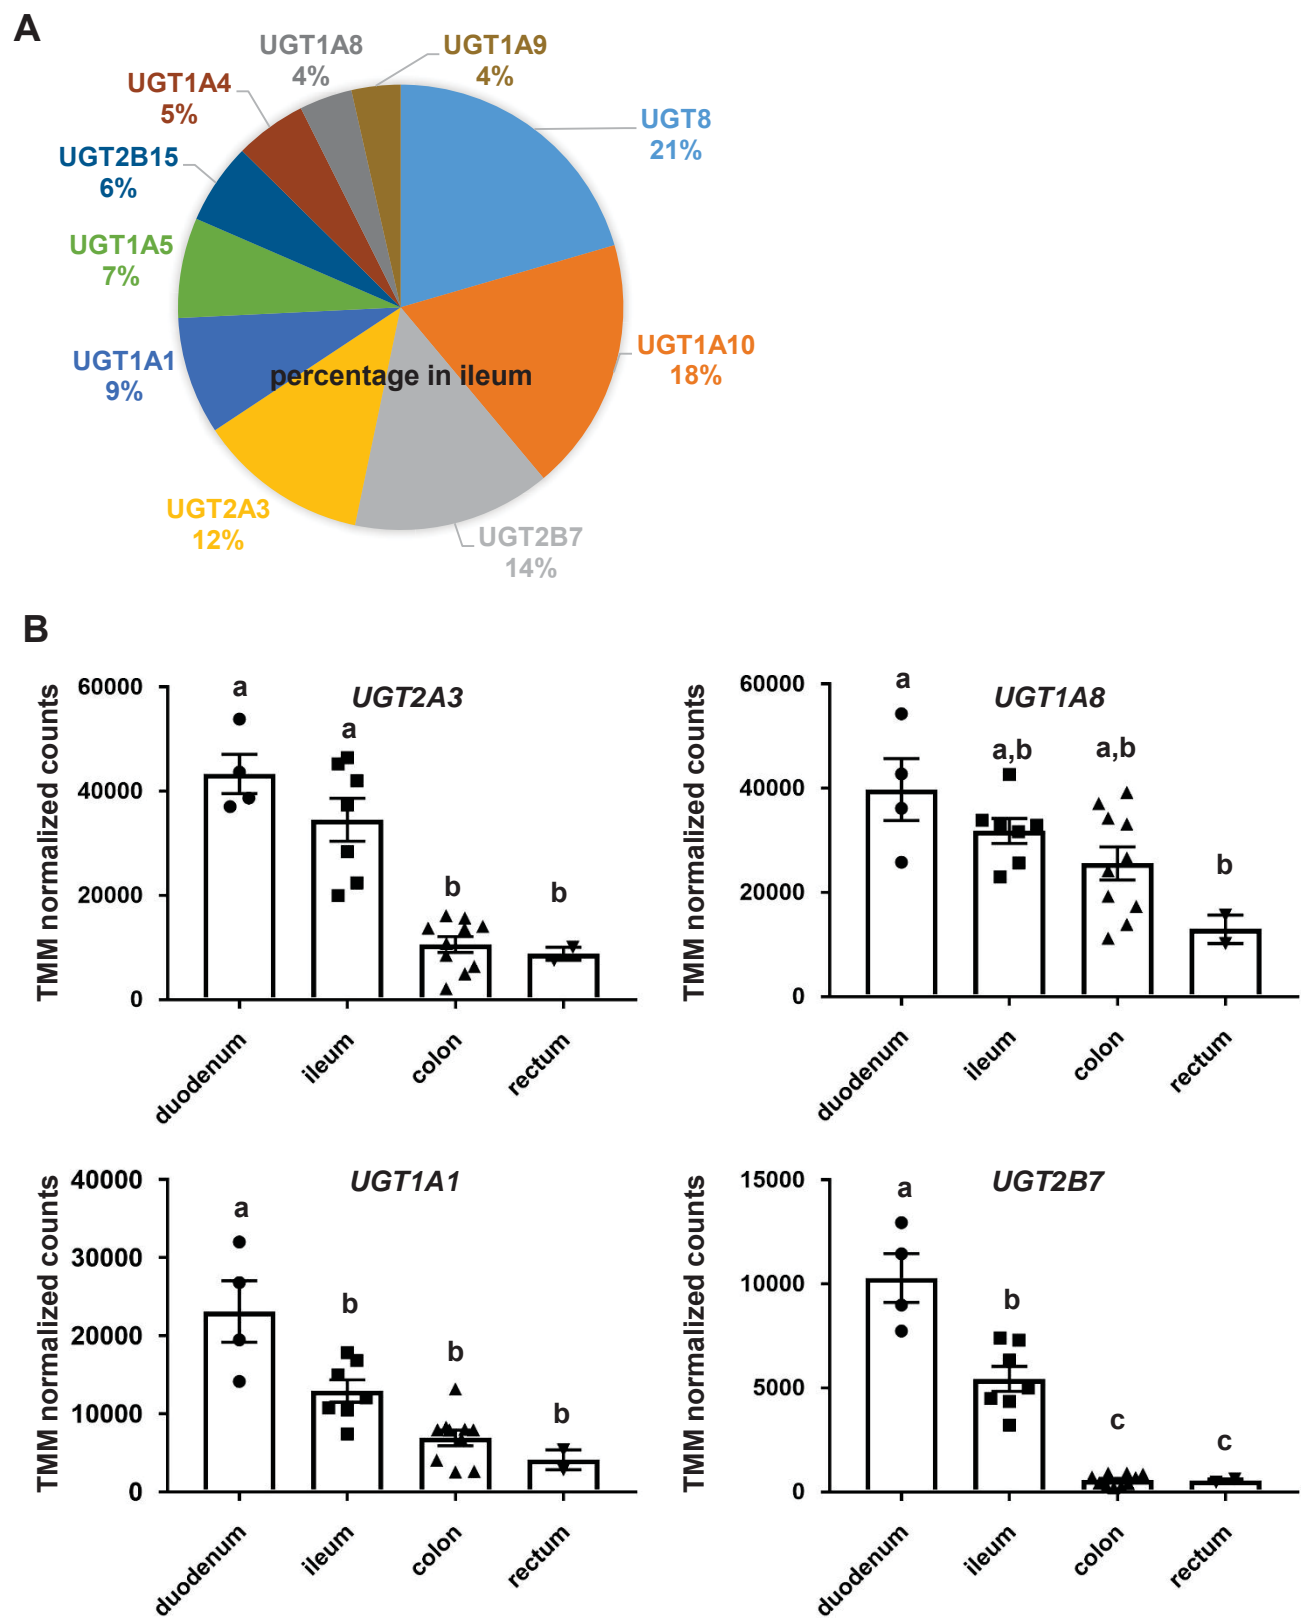 A
UGT1A8
4%
UGT1A9
4%
UGT1A4
5%
UGT8
21%
UGT2B15
6%
UGT1A5
7%
UGT1A10
18%
UGT1A1
9%
percentage in ileum
UGT2A3
12%
UGT2B7
14%
B
UGT2A3
TMM normalized counts
60000
40000
20000
0
a
a
b
b
duodenum
ileum
colon
rectum
UGT1A8
TMM normalized counts
60000
40000
20000
0
a
a,b
a,b
b
duodenum
ileum
colon
rectum
UGT1A1
TMM normalized counts
40000
30000
20000
10000
0
a
b
b
b
duodenum
ileum
colon
rectum
UGT2B7
TMM normalized counts
15000
10000
5000
0
a
b
c
c
duodenum
ileum
colon
rectum